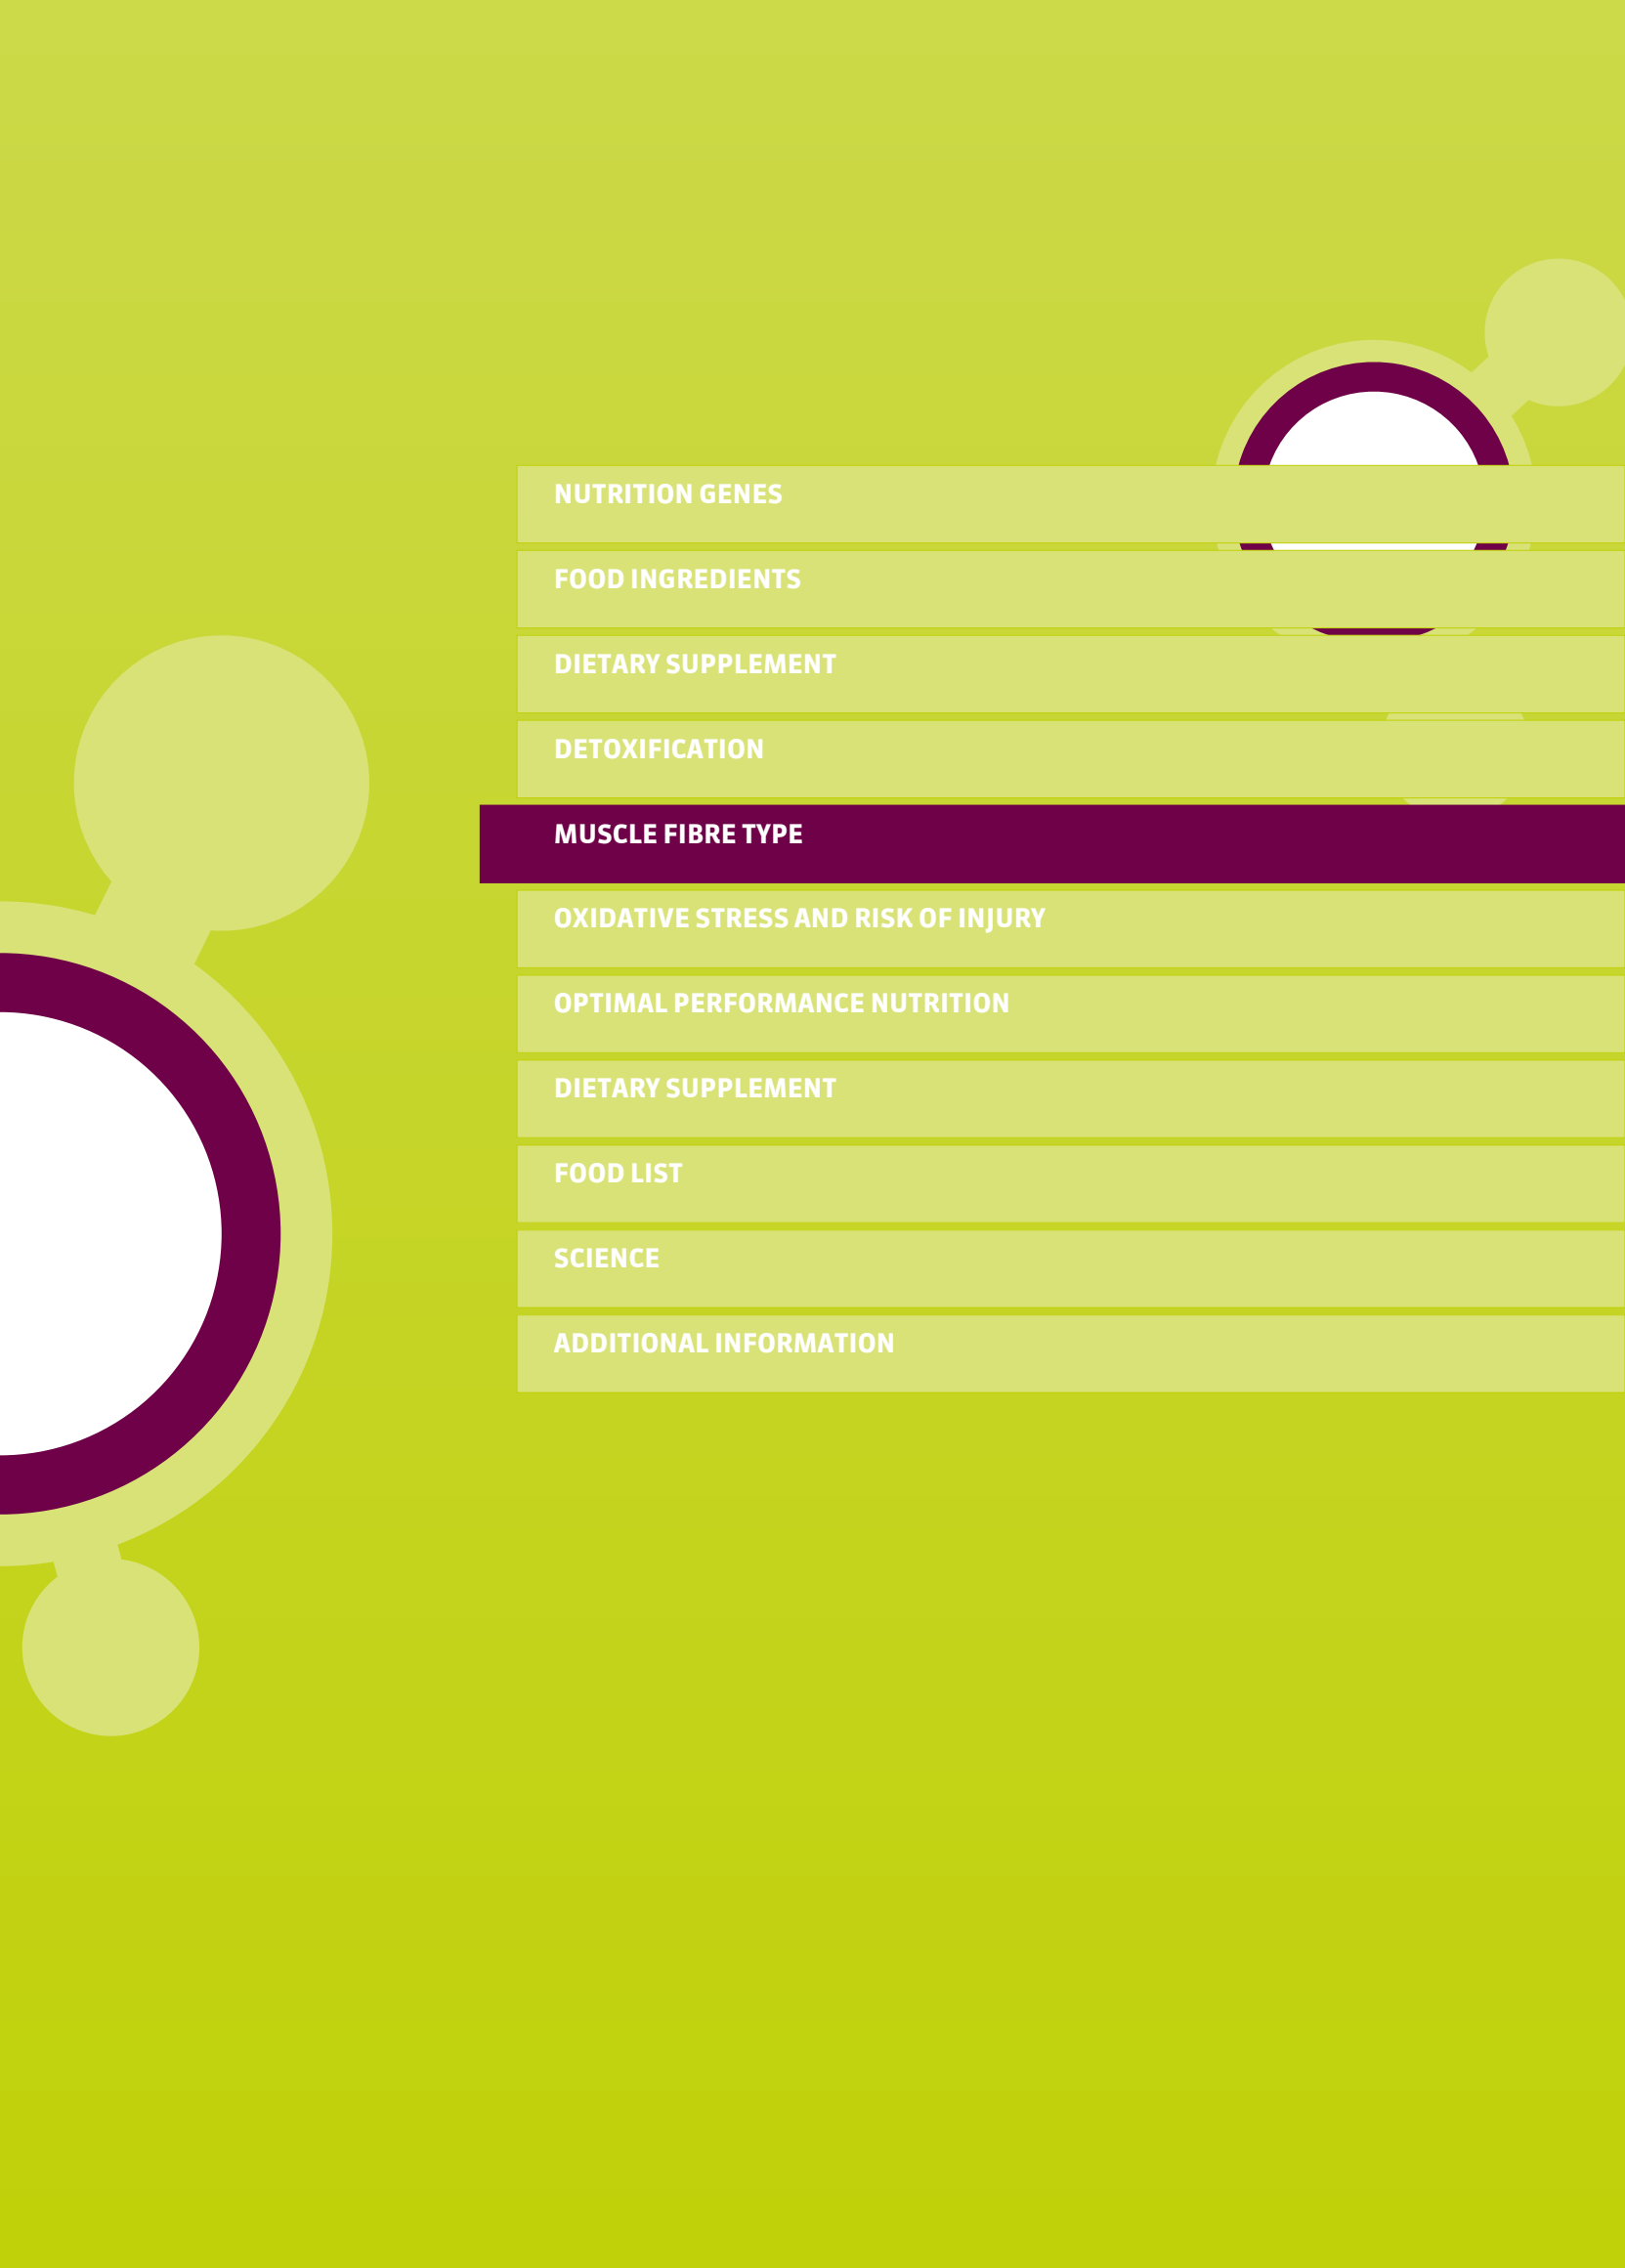 NUTRITION GENES
FOOD INGREDIENTS
DIETARY SUPPLEMENT
DETOXIFICATION
MUSCLE FIBRE TYPE
OXIDATIVE STRESS AND RISK OF INJURY
OPTIMAL PERFORMANCE NUTRITION
DIETARY SUPPLEMENT
FOOD LIST
SCIENCE
ADDITIONAL INFORMATION